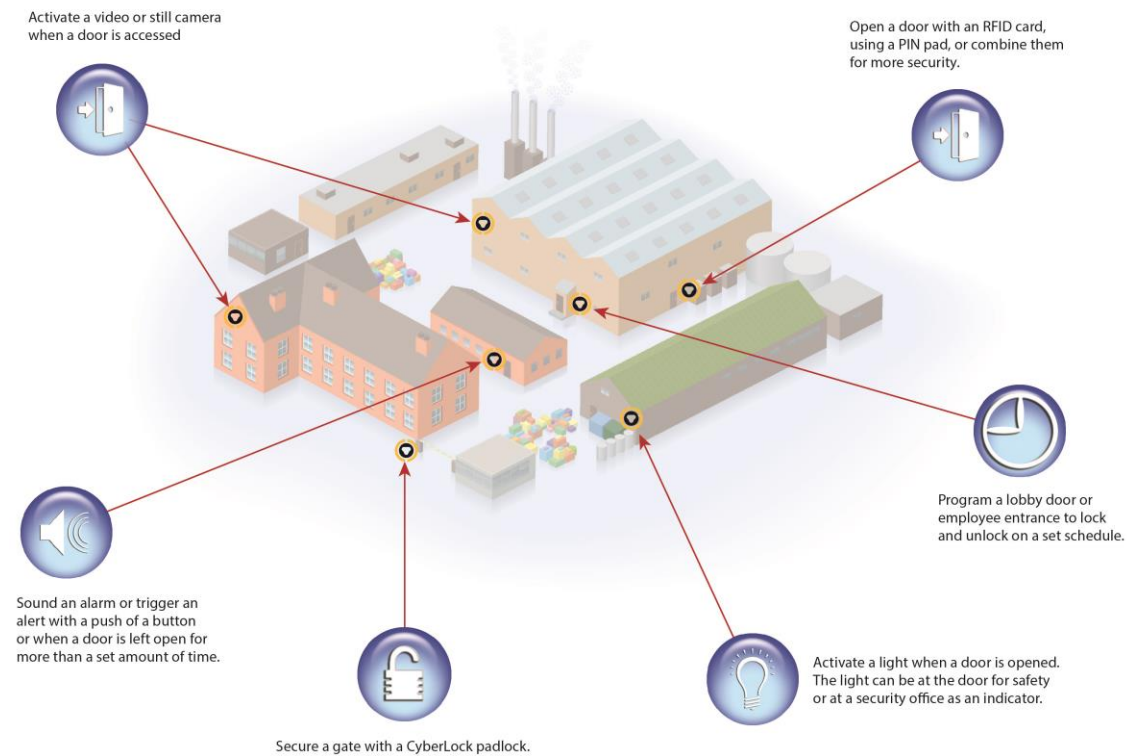 Activate a video or still camera
when a door is accessed
Open a door with an RFID card,
using a PIN pad, or combine them
for more security.
Program a lobby door or
employee entrance to lock
and unlock on a set schedule.
Sound an alarm or trigger an
alert with a push of a button
or when a door is left open for
more than a set amount of time.
Activate a light when a door is opened.
The light can be at the door for safety
or at a security office as an indicator.
Secure a gate with a CyberLock padlock.